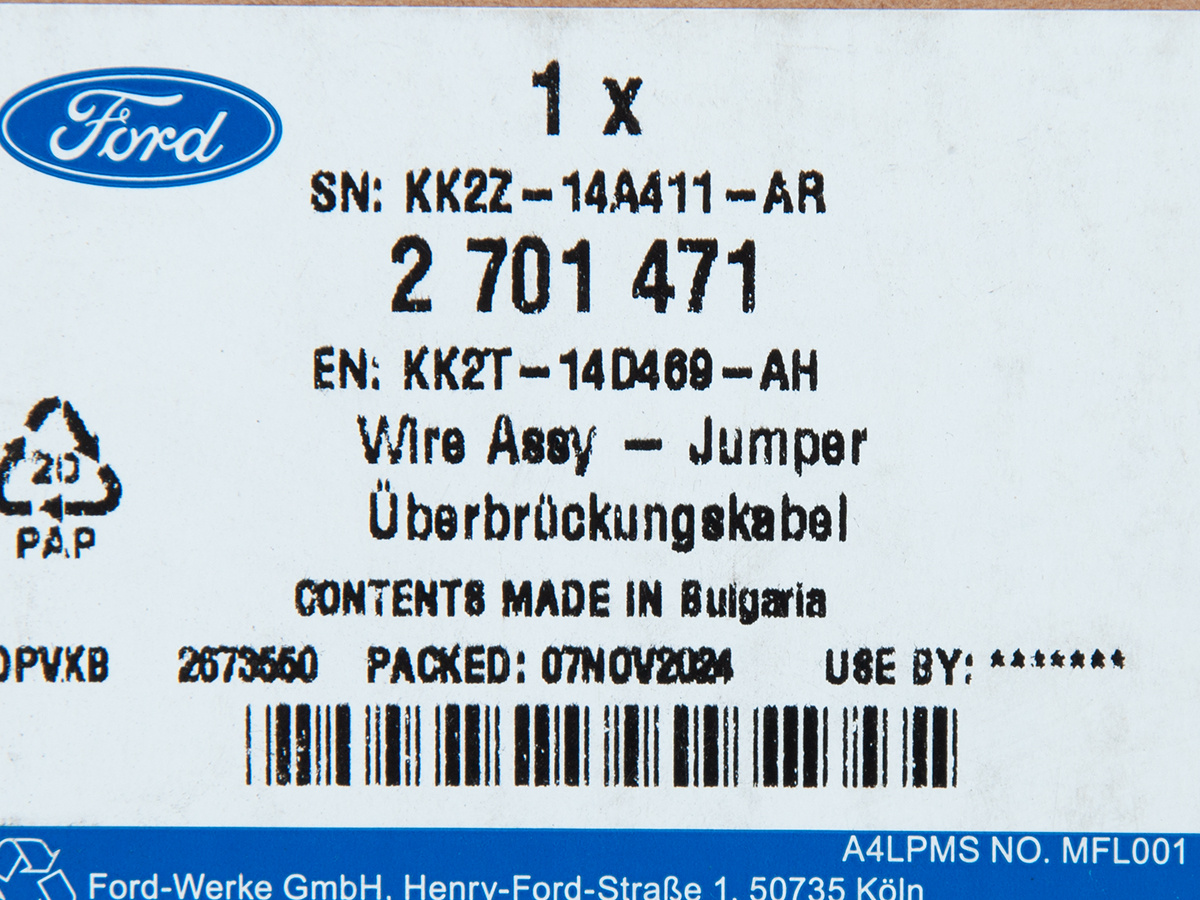 Ford
1 x
SN: KK2Z-14A411-AR
2 701 471
EN: KK2T-14D469-AH
Wire Assy - Jumper
Überbrückungskabel
20
PAP
CONTENTS MADE IN Bulgaria
2673550 PACKED: 07NOV2024 USE BY: *******
A4LPMS NO. MFL001
Ford-Werke GmbH, Henry-Ford-Straße 1, 50735 Köln